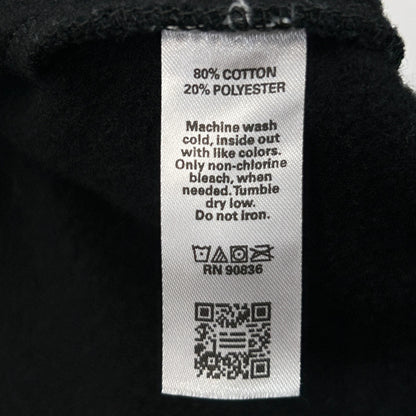 80% COTTON
20% POLYESTER
Machine wash
cold, inside out
with like colors.
Only non-chlorine
bleach, when
needed. Tumble
dry low.
Do not iron.
RN 90836